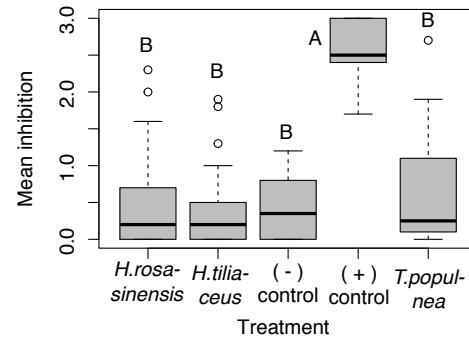 Mean inhibition
3.0
2.0
1.0
0.0
B
B
B
A
B
H.rosa-
sinensis
H.tilia-
ceus
( - )
control
( + )
control
T.popul-
nea
Treatment